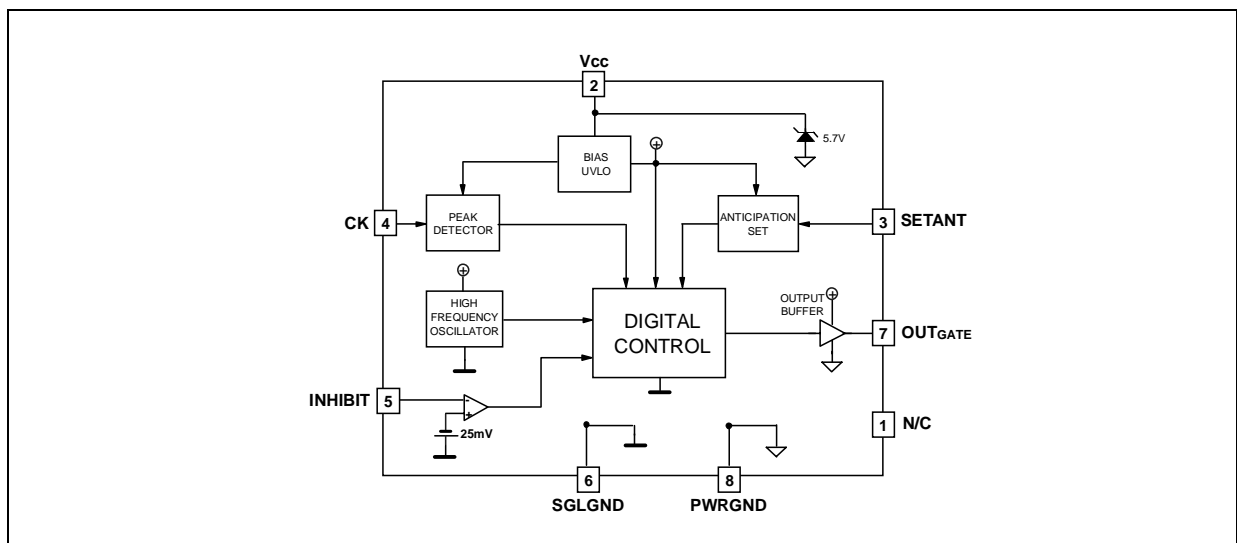 Vcc
2
5.7V
BIAS
UVLO
CK
4
PEAK
DETECTOR
ANTICIPATION
SET
3
SETANT
HIGH
FREQUENCY
OSCILLATOR
DIGITAL
CONTROL
OUTPUT
BUFFER
7
OUTGATE
INHIBIT
5
-
+
25mV
1
N/C
6
SGLGND
8
PWRGND